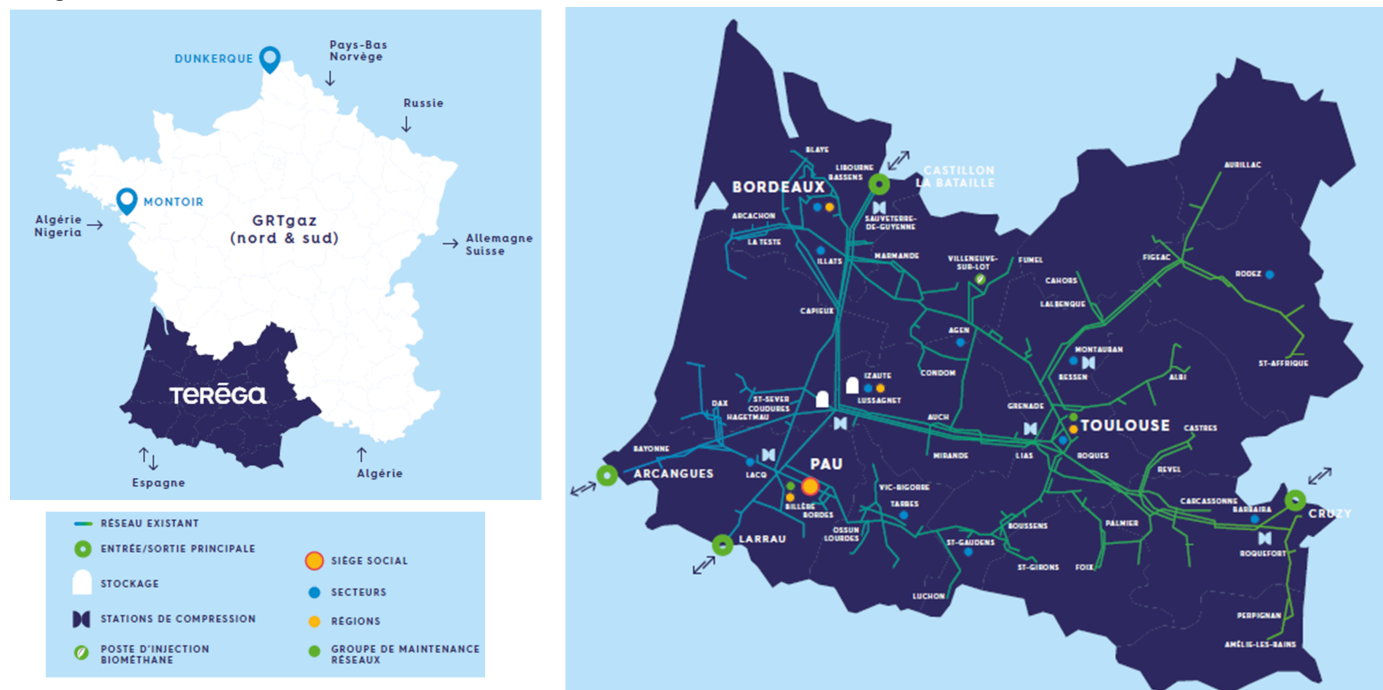 DUNKERQUE
Pays-Bas
Norvège
Russie
MONTOIR
Algérie
Nigeria
GRTgaz
(nord & sud)
Allemagne
Suisse
TERĒGA
Espagne
Algérie
RÉSEAU EXISTANT
ENTRÉE/SORTIE PRINCIPALE
STOCKAGE
STATIONS DE COMPRESSION
POSTE D'INJECTION
BIOMÉTHANE
SIÈGE SOCIAL
SECTEURS
RÉGIONS
GROUPE DE MAINTENANCE
RÉSEAUX
BLAYE
LIBOURNE
BASSENS
CASTILLON
LA BATAILLE
AURILLAC
BORDEAUX
ARCACHON
SAUVETERRE-
DE-GUYENNE
LA TESTE
ILLATS
MARMANDE
VILLENEUVE-
SUR-LOT
FUMEL
FIGEAC
CAHORS
RODEZ
LALBENQUE
CAPIEUX
AGEN
MONTAUBAN
ST-AFFRIQUE
CONDOM
BESSEN
ALBI
IZAUTE
LUSSAGNET
ST-SEVER
COUDURES
DAX
HAGETMAU
GRENADE
AUCH
TOULOUSE
CASTRES
BAYONNE
MIRANDE
LIAS
ROQUES
ARCANGUES
LACQ
PAU
REVEL
VIC-BIGORRE
CARCASSONNE
BILLÈRE
BORDES
TARBES
BARBAIRA
CRUZY
OSSUN
LOURDES
BOUSSENS
PALMIER
LARRAU
ST-GAUDENS
ROQUEFORT
ST-GIRONS
FOIX
LUCHON
PERPIGNAN
AMÉLIE-LES-BAINS